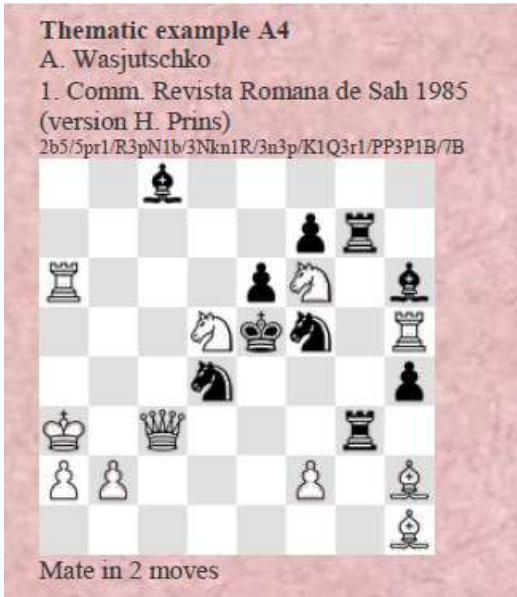 Thematic example A4
A. Wasjutschko
1. Comm. Revista Romana de Sah 1985
(version H. Prins)
2b5/5pr1/R3pN1b/3Nkn1R/3n3p/K1Q3r1/PP3P1B/7B
Mate in 2 moves